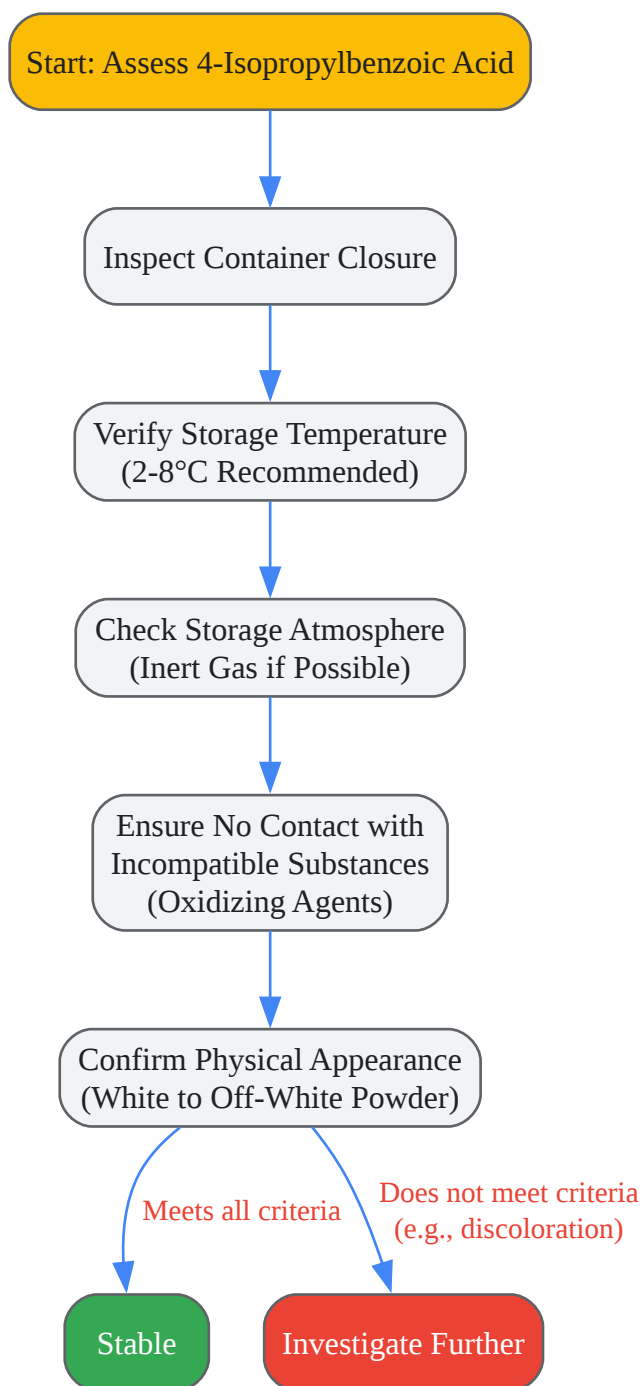 Start: Assess 4-Isopropylbenzoic Acid
Inspect Container Closure
Verify Storage Temperature
(2-8°C Recommended)
Check Storage Atmosphere
(Inert Gas if Possible)
Ensure No Contact with
Incompatible Substances
(Oxidizing Agents)
Confirm Physical Appearance
(White to Off-White Powder)
Meets all criteria
Does not meet criteria
(e.g., discoloration)
Stable
Investigate Further